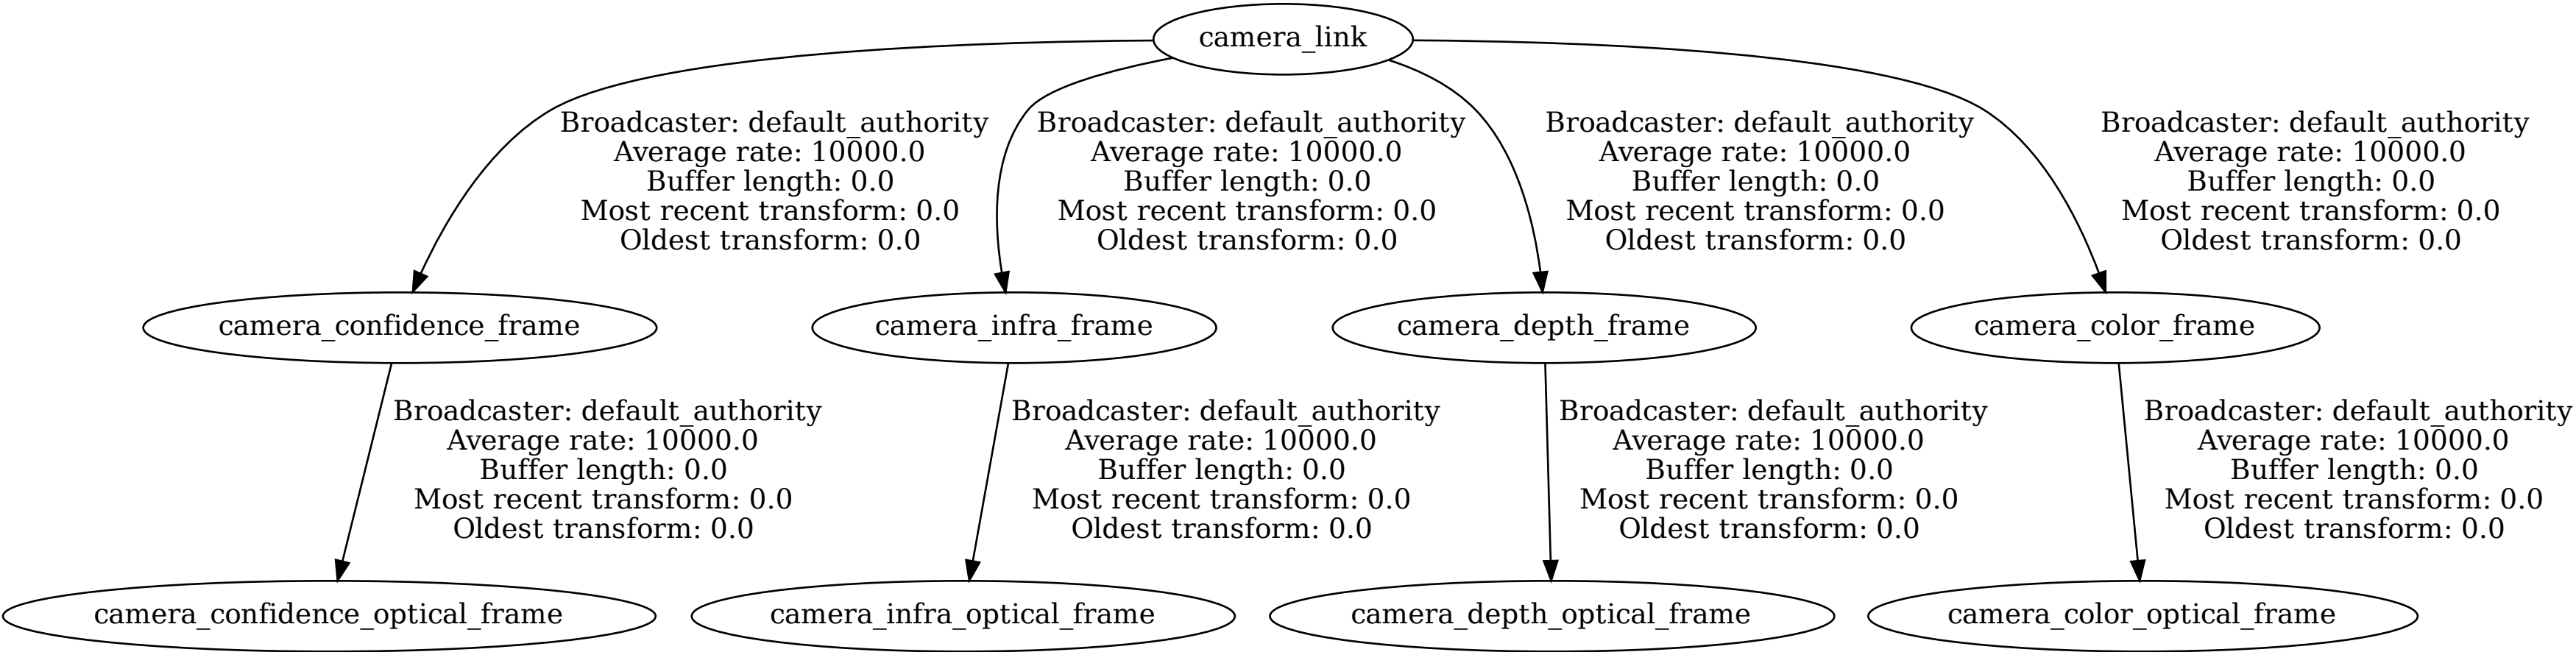 camera_link
Broadcaster: default_authority
Average rate: 10000.0
Buffer length: 0.0
Most recent transform: 0.0
Oldest transform: 0.0
Broadcaster: default_authority
Average rate: 10000.0
Buffer length: 0.0
Most recent transform: 0.0
Oldest transform: 0.0
Broadcaster: default_authority
Average rate: 10000.0
Buffer length: 0.0
Most recent transform: 0.0
Oldest transform: 0.0
Broadcaster: default_authority
Average rate: 10000.0
Buffer length: 0.0
Most recent transform: 0.0
Oldest transform: 0.0
camera_confidence_frame
camera_infra_frame
camera_depth_frame
camera_color_frame
Broadcaster: default_authority
Average rate: 10000.0
Buffer length: 0.0
Most recent transform: 0.0
Oldest transform: 0.0
Broadcaster: default_authority
Average rate: 10000.0
Buffer length: 0.0
Most recent transform: 0.0
Oldest transform: 0.0
Broadcaster: default_authority
Average rate: 10000.0
Buffer length: 0.0
Most recent transform: 0.0
Oldest transform: 0.0
Broadcaster: default_authority
Average rate: 10000.0
Buffer length: 0.0
Most recent transform: 0.0
Oldest transform: 0.0
camera_confidence_optical_frame
camera_infra_optical_frame
camera_depth_optical_frame
camera_color_optical_frame